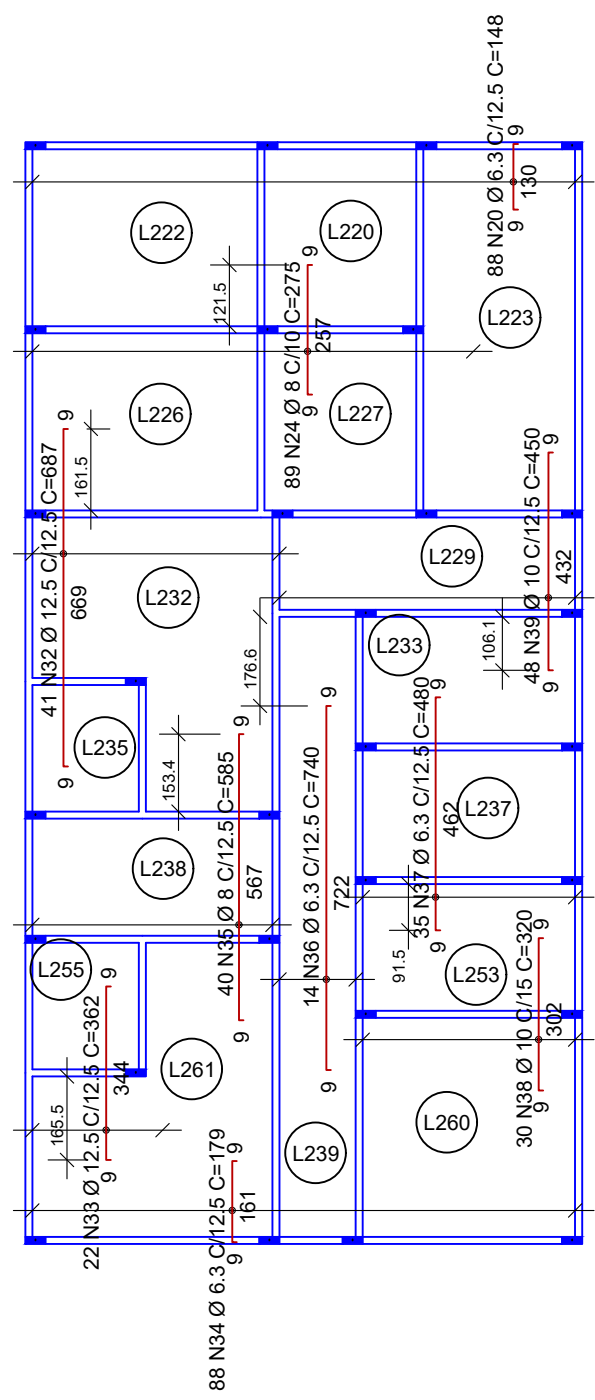 88 N20 Ø 6.3 C/12.5 C=148
9
130
9
L222
L220
L223
121.5
9
89 N24 Ø 8 C/10 C=275
257
9
L226
L227
9
41 N32 Ø 12.5 C/12.5 C=687
669
9
161.5
9
48 N39 Ø 10 C/12.5 C=450
432
9
L229
L232
L233
106.1
176.6
L235
9
35 N37 Ø 6.3 C/12.5 C=480
462
9
9
14 N36 Ø 6.3 C/12.5 C=740
722
9
153.4
9
40 N35 Ø 8 C/12.5 C=585
567
9
L237
L238
91.5
L255
L253
9
30 N38 Ø 10 C/15 C=320
302
9
9
22 N33 Ø 12.5 C/12.5 C=362
344
9
165.5
L261
L260
L239
9
88 N34 Ø 6.3 C/12.5 C=179
161
9